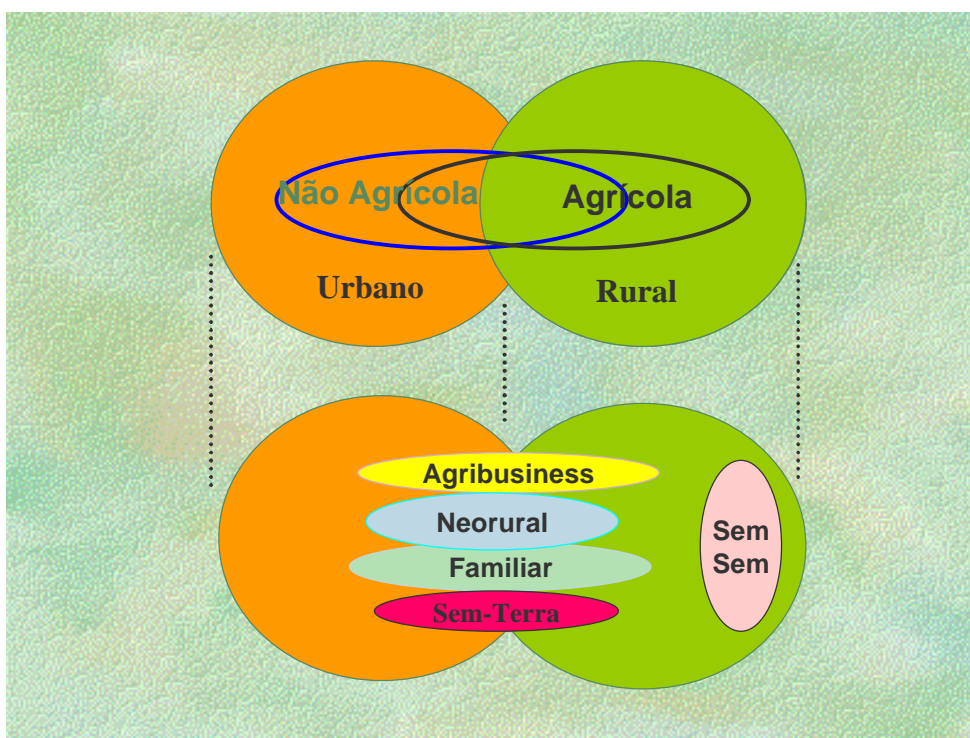 Não Agrícola
Agrícola
Urbano
Rural
Agribusiness
Neorural
Familiar
Sem-Terra
Sem
Sem